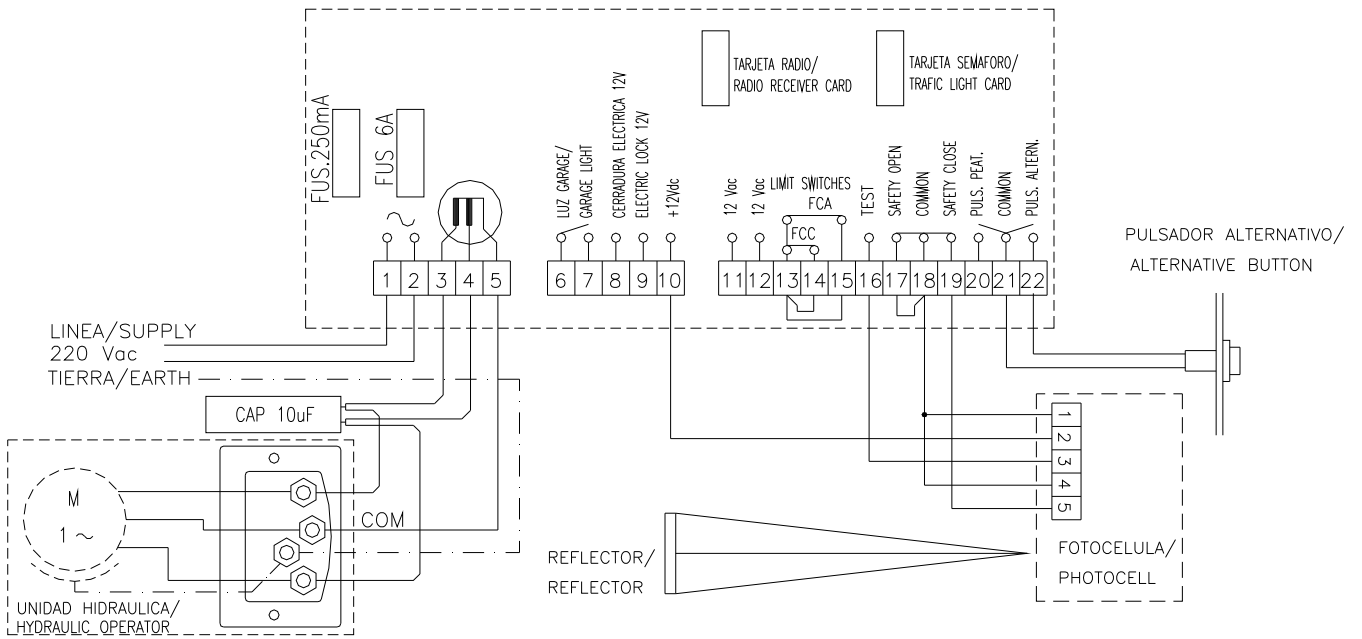 TARJETA RADIO/
RADIO RECEIVER CARD
TARJETA SEMAFORO/
TRAFIC LIGHT CARD
FUS.250mA
FUS 6A
LUZ GARAGE/
GARAGE LIGHT
CERRADURA ELECTRICA 12V
ELECTRIC LOCK 12V
+12Vdc
12 Vac
12 Vac
LIMIT SWITCHES
FCA
FCC
TEST
SAFETY OPEN
COMMON
SAFETY CLOSE
PULS. PEAT.
COMMON
PULS. ALTERN.
1 2 3 4 5
6 7 8 9 10
11 12 13 14 15 16 17 18 19 20 21 22
PULSADOR ALTERNATIVO/
ALTERNATIVE BUTTON
LINEA/SUPPLY
220 Vac
TIERRA/EARTH
CAP 10uF
M
1 ~
COM
UNIDAD HIDRAULICA/
HYDRAULIC OPERATOR
REFLECTOR/
REFLECTOR
1
2
3
4
5
FOTOCELULA/
PHOTOCELL